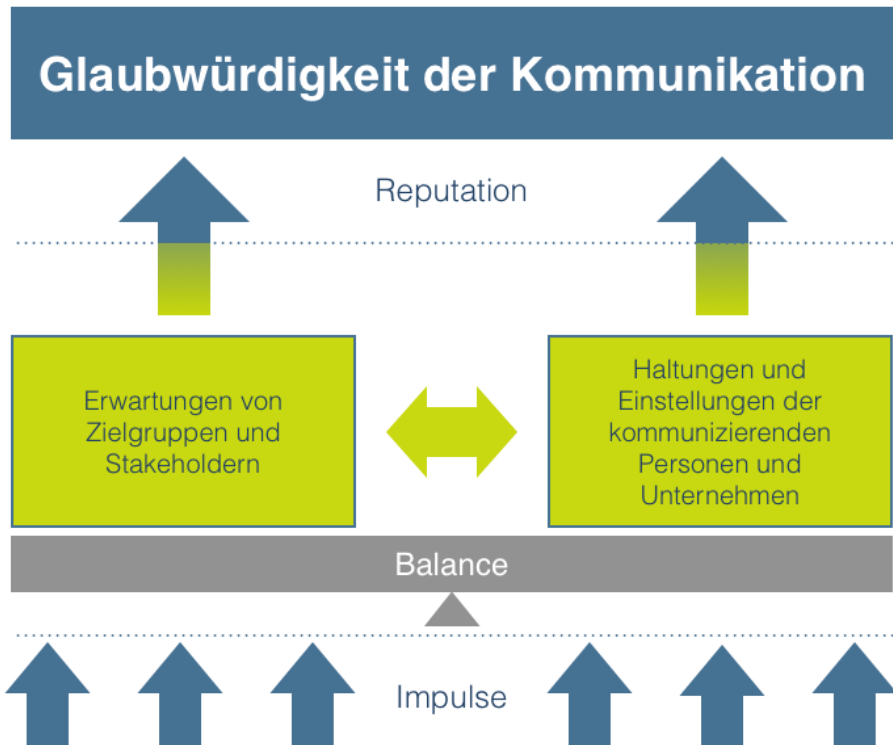 Glaubwürdigkeit der Kommunikation
Reputation
Erwartungen von
Zielgruppen und
Stakeholdern
Haltungen und
Einstellungen der
kommunizierenden
Personen und
Unternehmen
Balance
Impulse